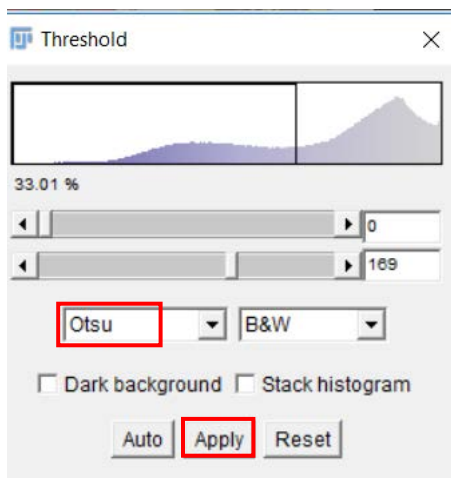 Threshold
33.01 %
0
169
Otsu B&W
Dark background Stack histogram
Auto Apply Reset